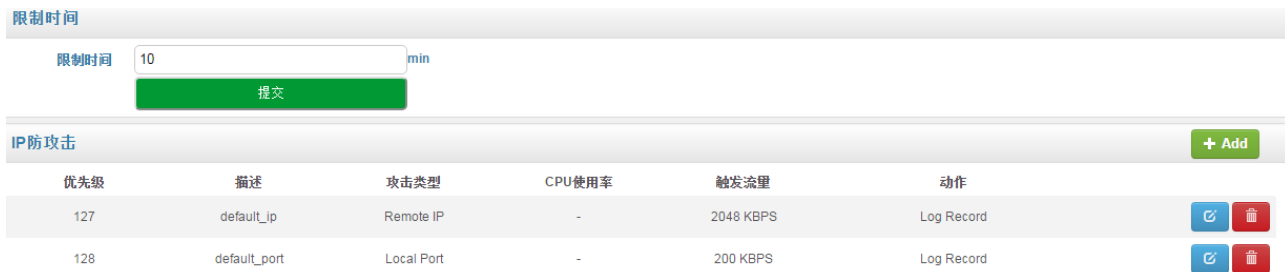 限制时间
限制时间 10 min
提交
IP防攻击 + Add
优先级 描述 攻击类型 CPU使用率 触发流量 动作
127 default_ip Remote IP - 2048 KBPS Log Record
128 default_port Local Port - 200 KBPS Log Record